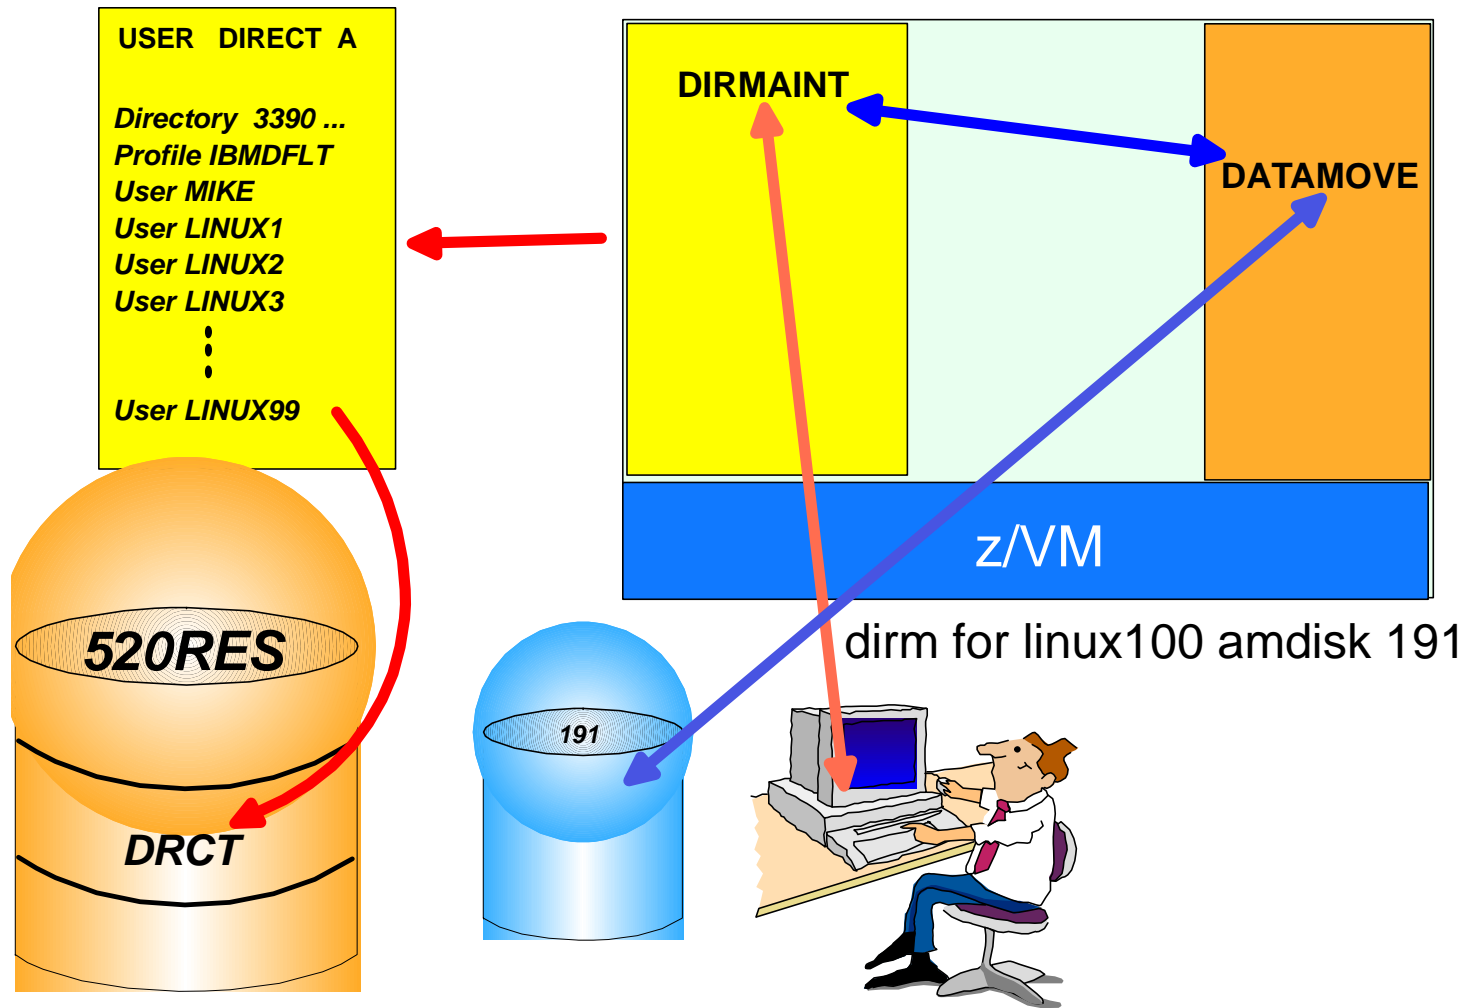 USER DIRECT A
Directory 3390 ...
Profile IBMDFLT
User MIKE
User LINUX1
User LINUX2
User LINUX3
User LINUX99
DIRMAINT
DATAMOVE
z/VM
dirm for linux100 amdisk 191
520RES
191
DRCT